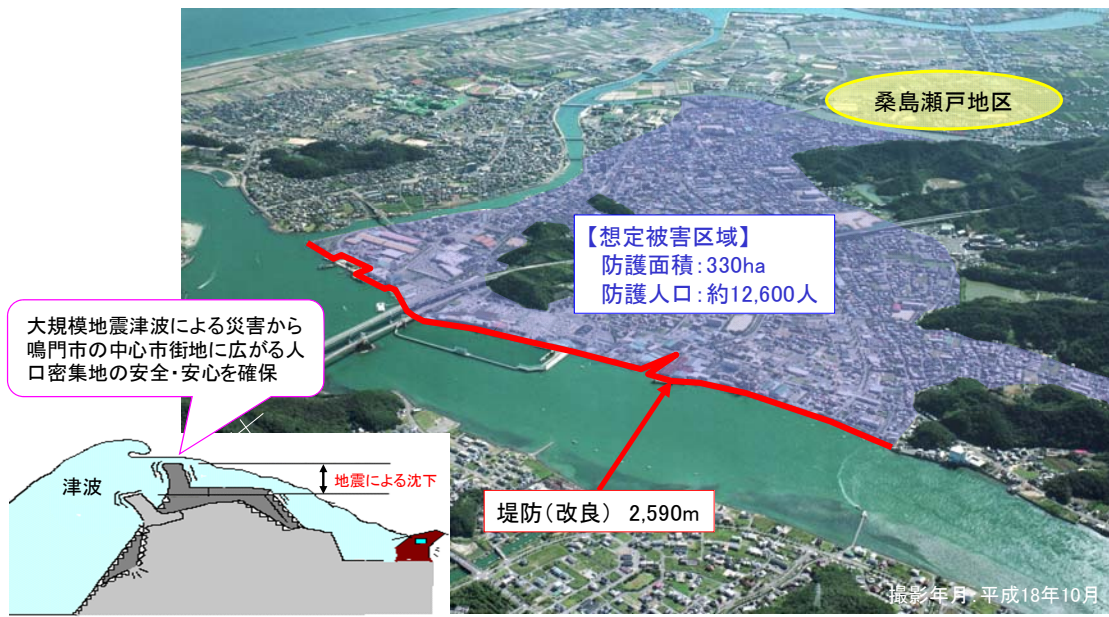 桑島瀬戸地区
【想定被害区域】
防護面積:330ha
防護人口:約12,600人
大規模地震津波による災害から
鳴門市の中心市街地に広がる人
口密集地の安全・安心を確保
津波
地震による沈下
堤防(改良) 2,590m
撮影年月:平成18年10月